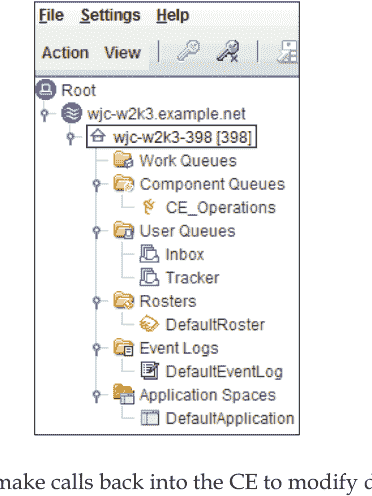 File Settings Help
Action View
Root
wjc-w2k3.example.net
wjc-w2k3-398 [398]
Work Queues
Component Queues
CE_Operations
User Queues
Inbox
Tracker
Rosters
DefaultRoster
Event Logs
DefaultEventLog
Application Spaces
DefaultApplication
make calls back into the CE to modify